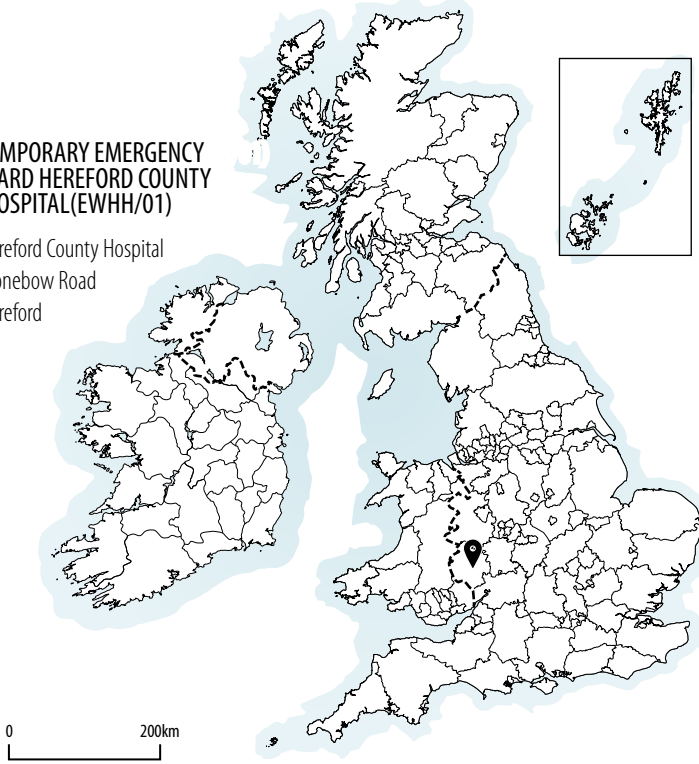 MPORARY EMERGENCY
ARD HEREFORD COUNTY
OSPITAL(EWHH/01)
reford County Hospital
onebow Road
reford
0 200km